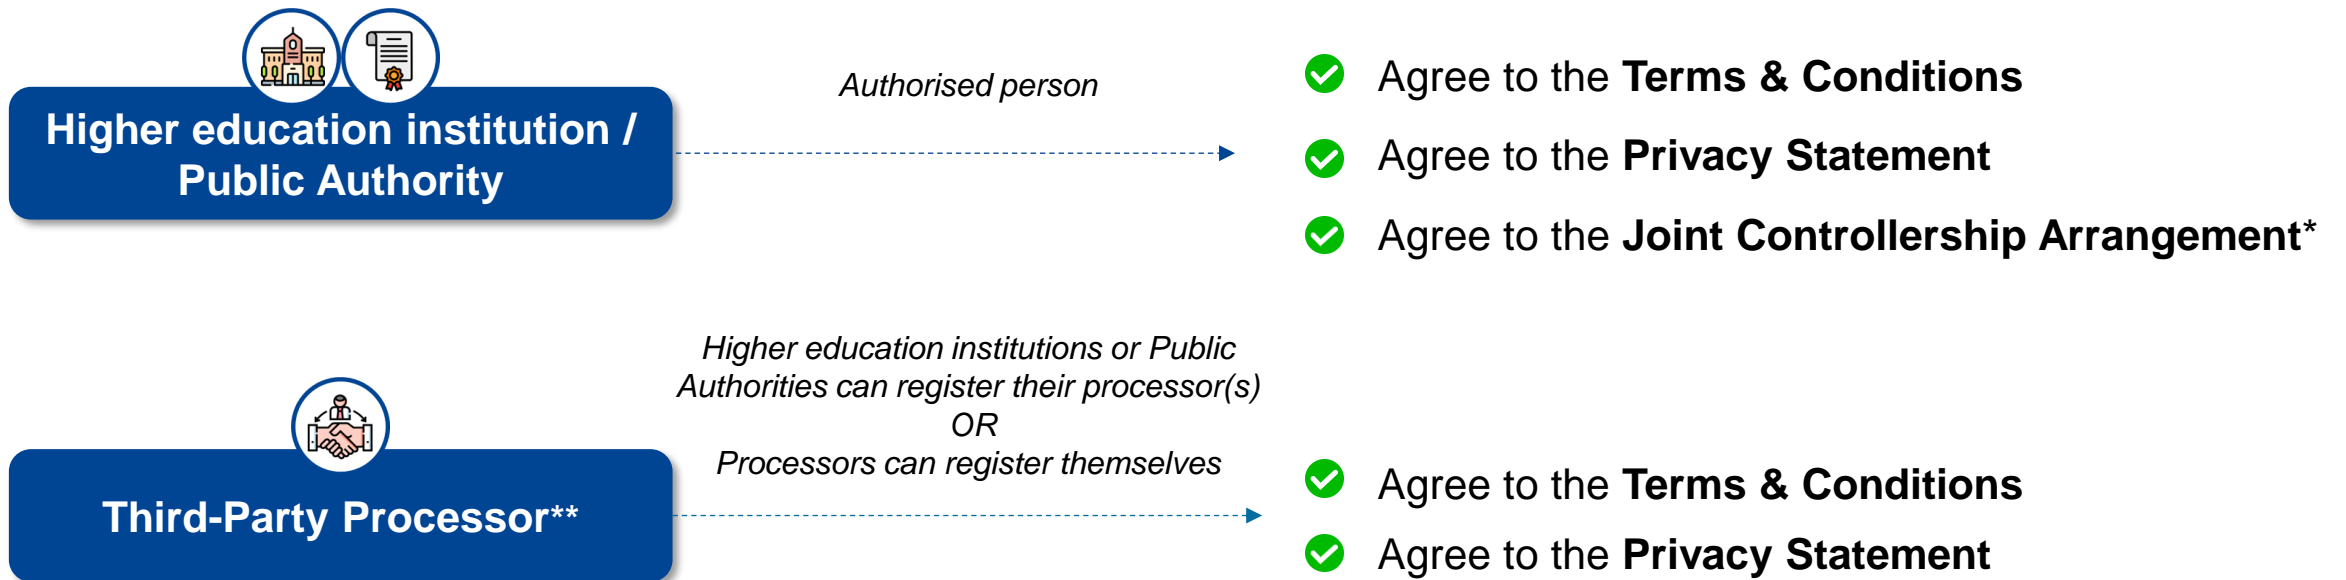 Higher education institution /
Public Authority
Authorised person
Agree to the Terms & Conditions
Agree to the Privacy Statement
Agree to the Joint Controllership Arrangement*
Third-Party Processor**
Higher education institutions or Public
Authorities can register their processor(s)
OR
Processors can register themselves
Agree to the Terms & Conditions
Agree to the Privacy Statement